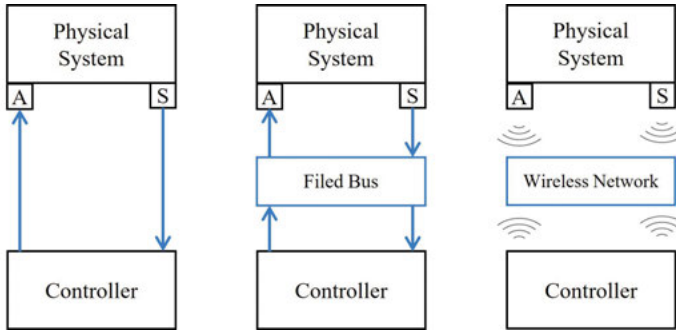 Physical
System
A
S
Controller
Physical
System
A
S
Filed Bus
Controller
Physical
System
A
S
Wireless Network
Controller